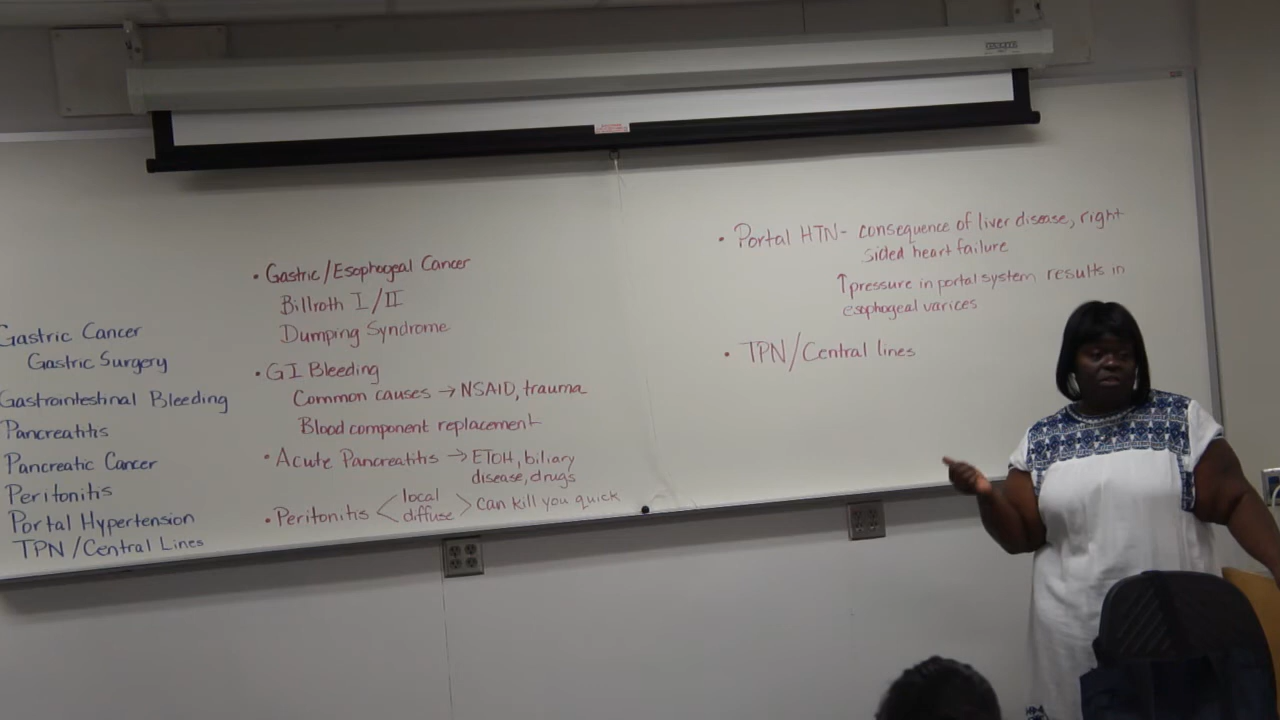 Gastric Cancer
Gastric Surgery
Gastrointestinal Bleeding
Pancreatitis
Pancreatic Cancer
Peritonitis
Portal Hypertension
TPN/Central Lines
• Gastric/Esophogeal Cancer
Billroth I/II
Dumping Syndrome
• GI Bleeding
Common causes → NSAID, trauma
Blood component replacement
• Acute Pancreatitis → ETOH, biliary
disease, drugs
• Peritonitis < local
diffuse > can kill you quick
• Portal HTN- consequence of liver disease, right
sided heart failure
↑pressure in portal system results in
esophogeal varices
• TPN/Central lines